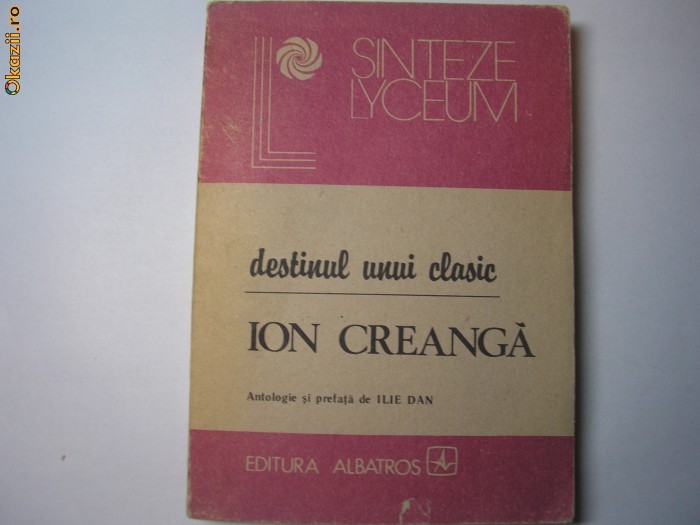 Okazii.ro
SINTEZE
LYCEUM
destinul unui clasic
ION CREANGĂ
Antologie și prefață de ILIE DAN
EDITURA ALBATROS